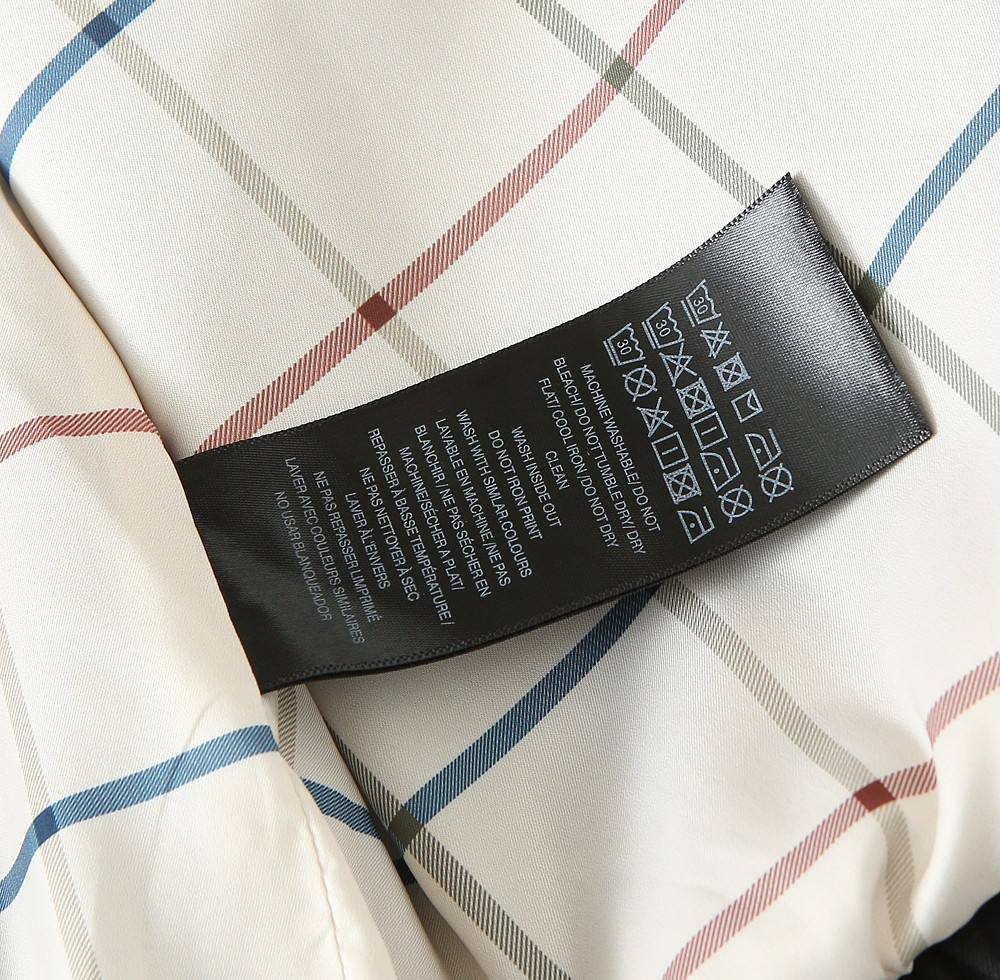 30
30
30
MACHINE WASHABLE/ DO NOT
BLEACH/ DO NOT TUMBLE DRY/ DRY
FLAT/ COOL IRON /DO NOT DRY
CLEAN
WASH INSIDE OUT
DO NOT IRON PRINT
WASH WITH SIMILAR COLOURS
LAVABLE EN MACHINE /NE PAS
BLANCHIR / NE PAS SÉCHER EN
MACHINE/SÉCHER A PLAT/
REPASSER À BASSE TEMPÉRATURE /
NE PAS NETTOYER À SEC
LAVER À L'ENVERS
NE PAS REPASSER L'IMPRIMÉ
LAVER AVEC COULEURS SIMILAIRES
NO USAR BLANQUEADOR